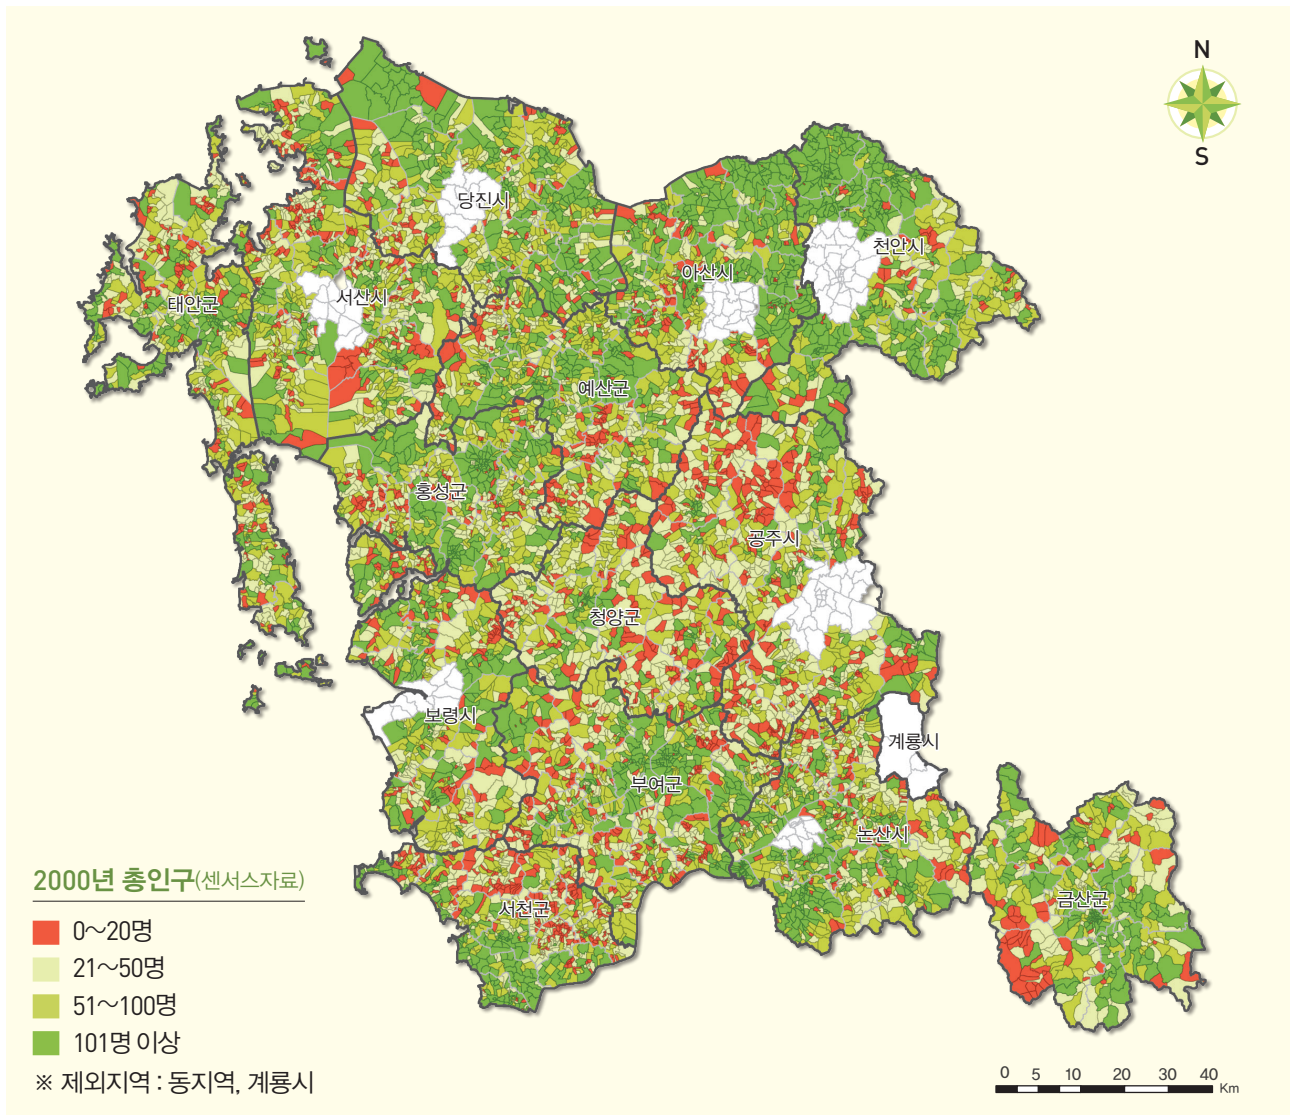 N
S
당진시
천안시
아산시
서산시
태안군
예산군
홍성군
공주시
청양군
보령시
계룡시
부여군
논산시
서천군
금산군
2000년 총인구(센서스자료)
0~20명
21~50명
51~100명
101명 이상
※ 제외지역 : 동지역, 계룡시
0 5 10 20 30 40
Km